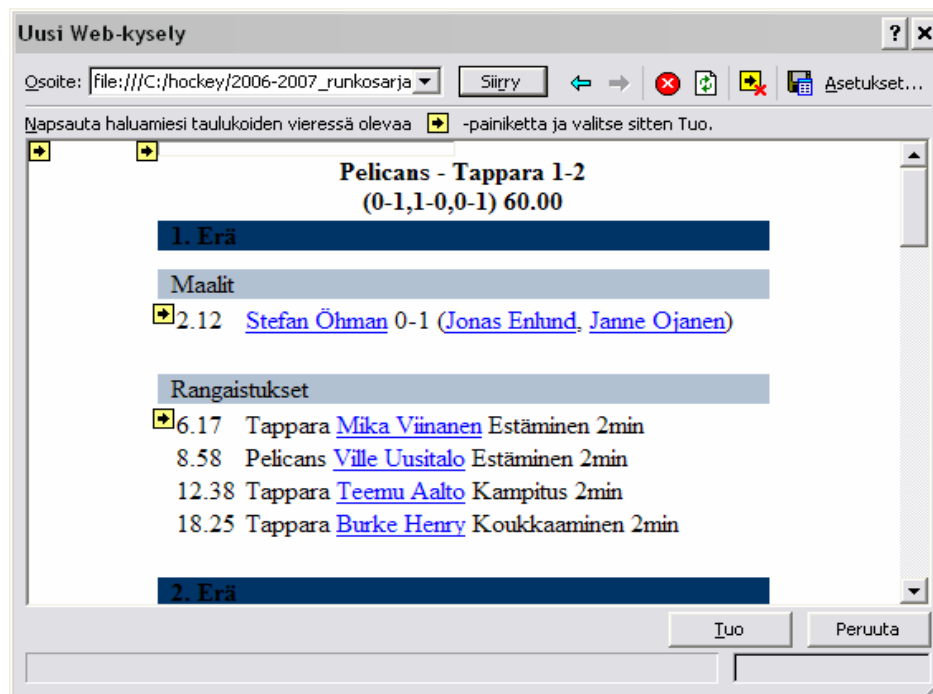 Uusi Web-kysely
Osoite: file:///C:/hockey/2006-2007_runkosarja Siirry Asetukset...
Napsauta haluamiesi taulukoiden vieressä olevaa -painiketta ja valitse sitten Tuo.
Pelicans - Tappara 1-2
(0-1,1-0,0-1) 60.00
1. Erä
Maalit
2.12 Stefan Öhman 0-1 (Jonas Enlund, Janne Ojanen)
Rangaistukset
6.17 Tappara Mika Viinanen Estäminen 2min
8.58 Pelicans Ville Uusitalo Estäminen 2min
12.38 Tappara Teemu Aalto Kampitus 2min
18.25 Tappara Burke Henry Koukkaaminen 2min
2. Erä
Tuo Peruuta